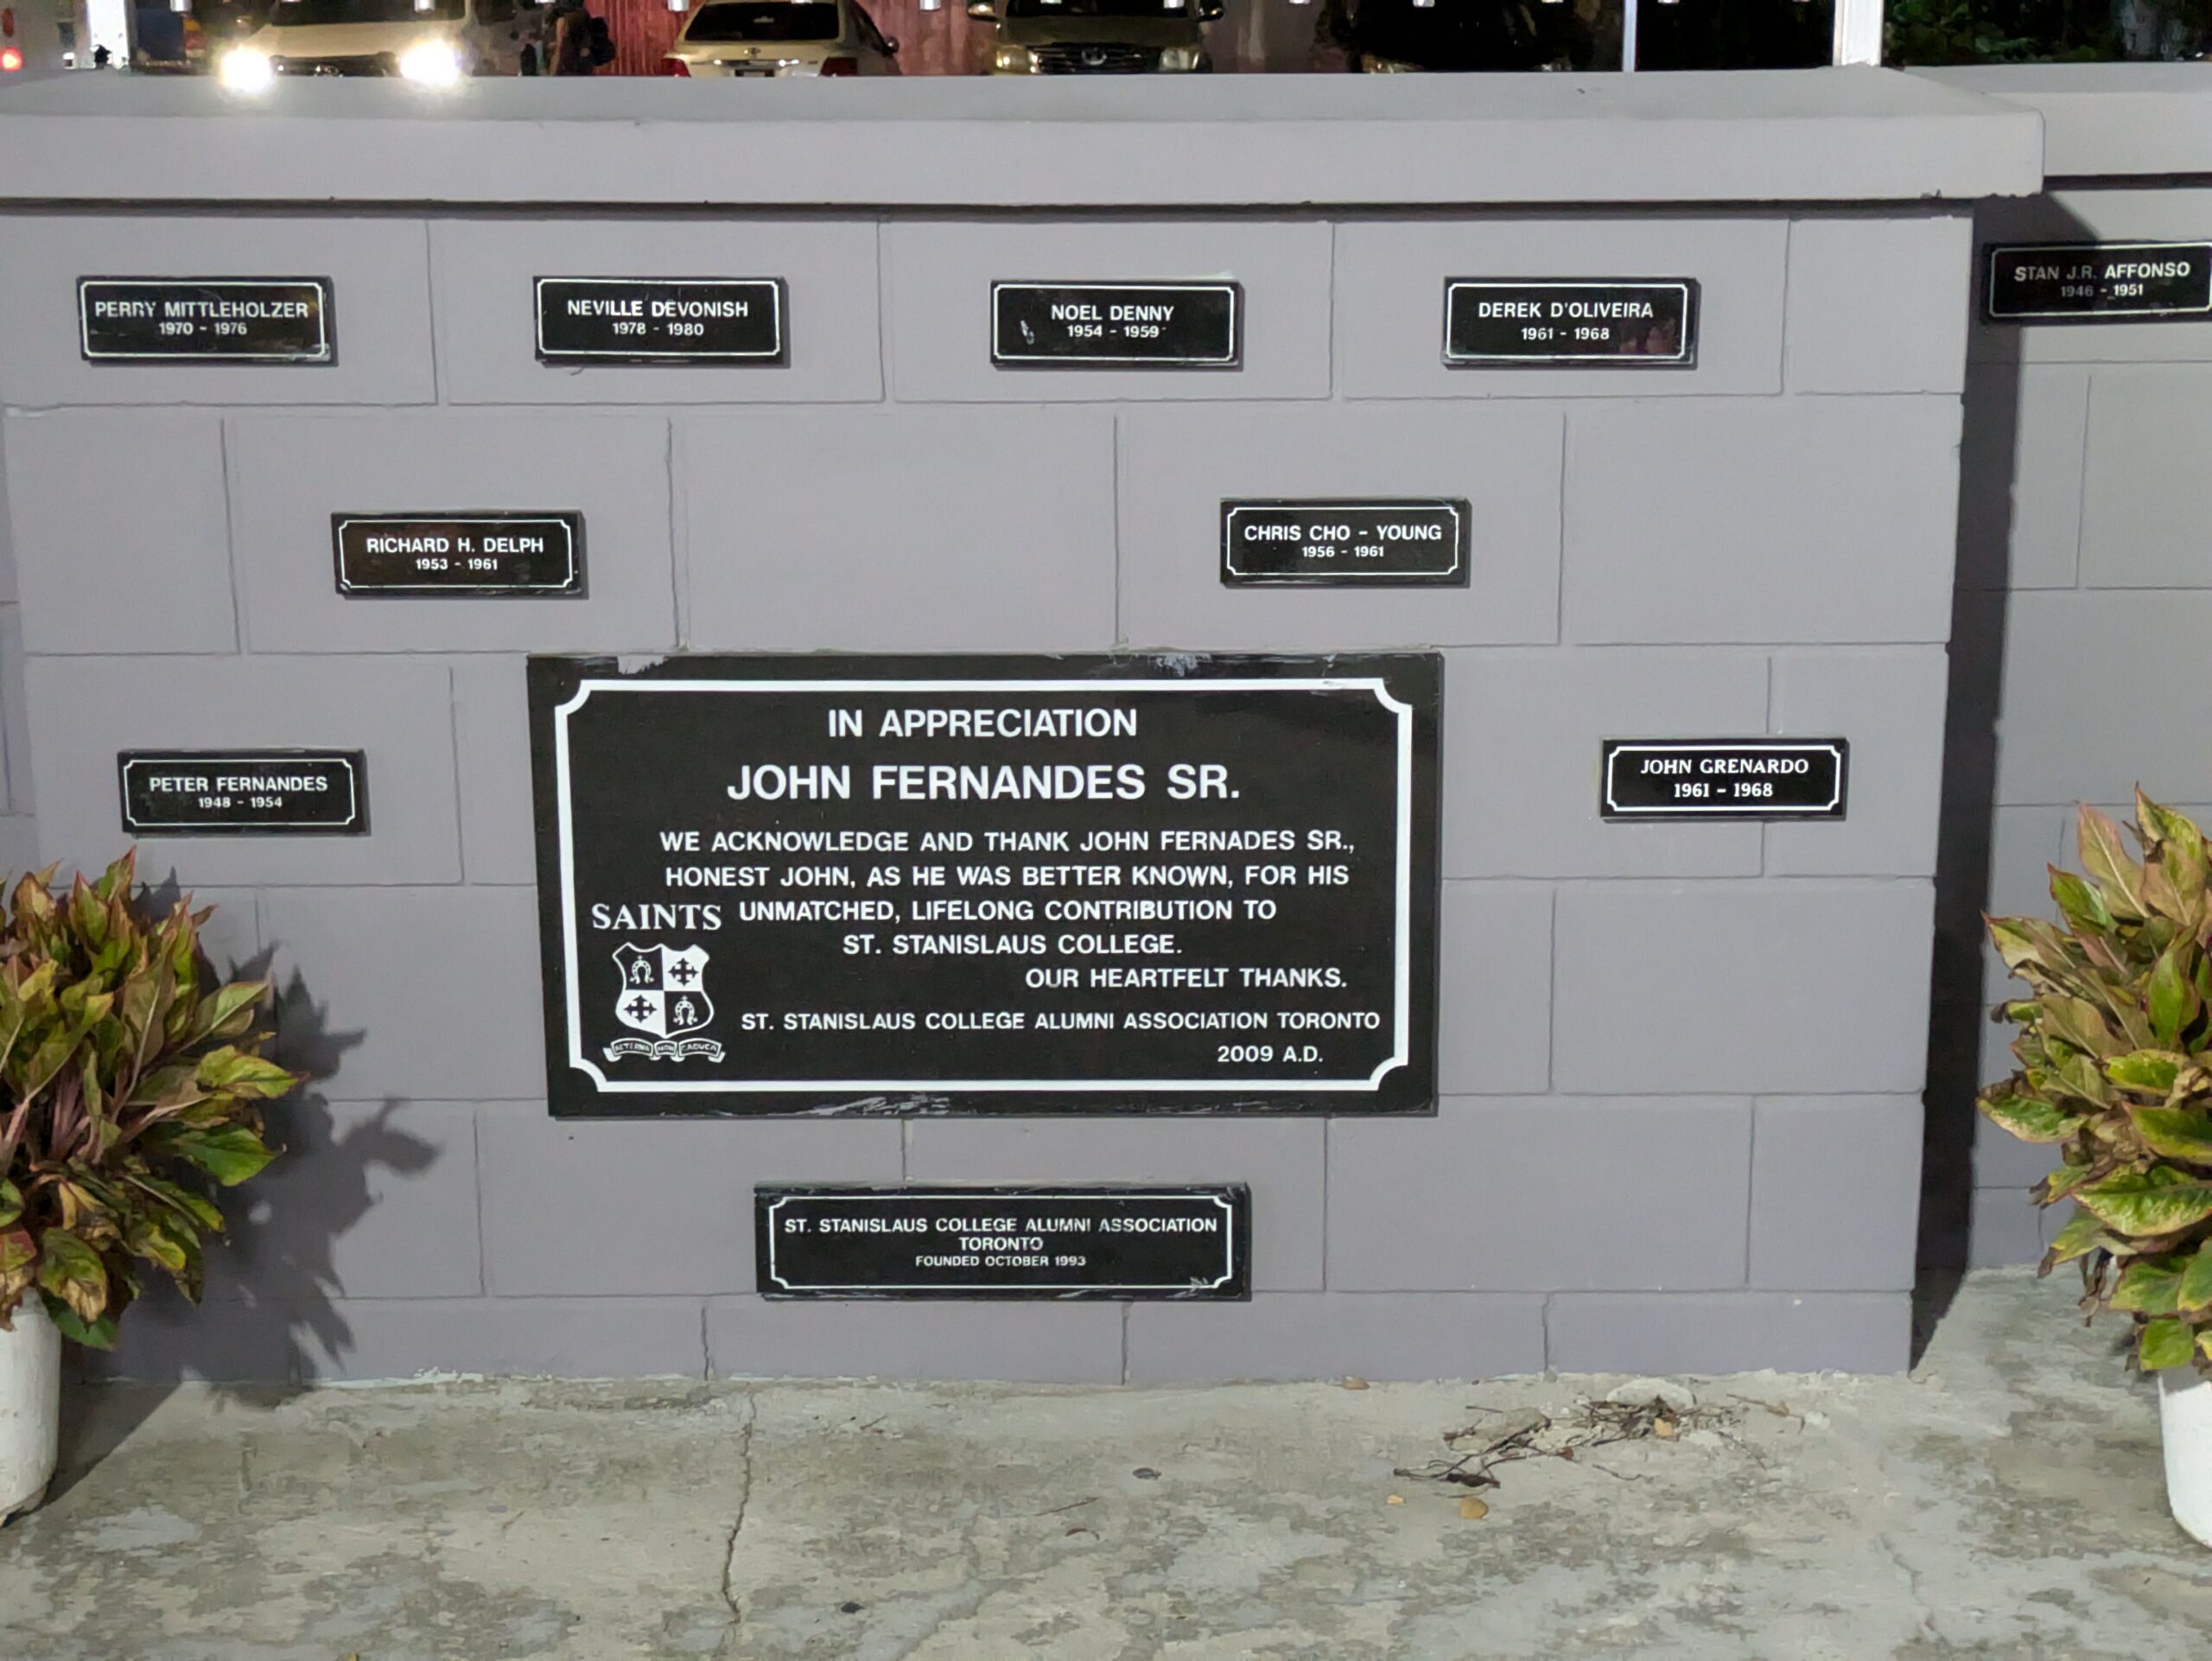 PERRY MITTLEHOLZER
1970 - 1976
NEVILLE DEVONISH
1978 - 1980
NOEL DENNY
1954 - 1959
DEREK D'OLIVEIRA
1961 - 1968
STAN J.R. AFFONSO
1946 - 1951
RICHARD H. DELPH
1953 - 1961
CHRIS CHO - YOUNG
1956 - 1961
PETER FERNANDES
1948 - 1954
IN APPRECIATION
JOHN FERNANDES SR.
WE ACKNOWLEDGE AND THANK JOHN FERNADES SR.,
HONEST JOHN, AS HE WAS BETTER KNOWN, FOR HIS
UNMATCHED, LIFELONG CONTRIBUTION TO
ST. STANISLAUS COLLEGE.
OUR HEARTFELT THANKS.
SAINTS
AETERNA NON CADUCA
ST. STANISLAUS COLLEGE ALUMNI ASSOCIATION TORONTO
2009 A.D.
JOHN GRENARDO
1961 - 1968
ST. STANISLAUS COLLEGE ALUMNI ASSOCIATION
TORONTO
FOUNDED OCTOBER 1993